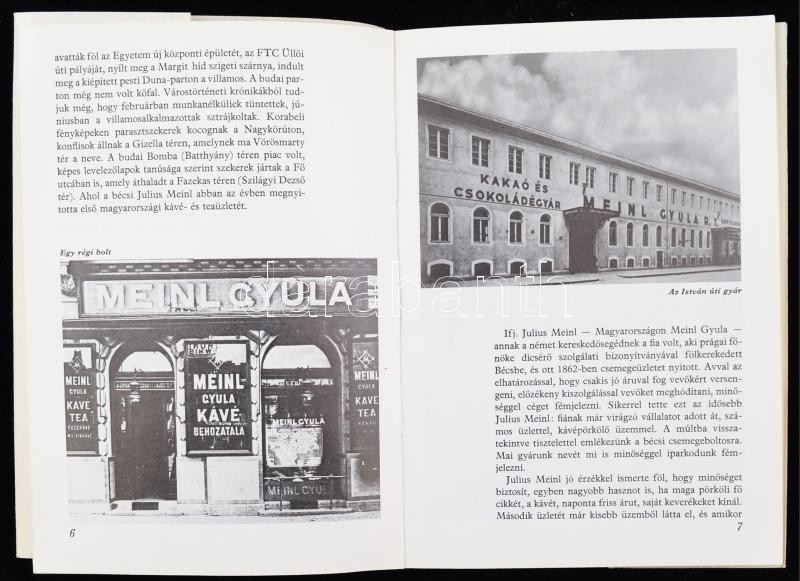 avatták föl az Egyetem új központi épületét, az FTC Üllői
úti pályáját, nyílt meg a Margit híd szigeti szárnya, indult
meg a kiépített pesti Duna-parton a villamos. A budai par-
ton még nem volt kőfal. Várostörténeti krónikákból tud-
juk még, hogy februárban munkanélküliek tüntettek, jú-
niusban a villamosalkalmazottak sztrájkoltak. Korabeli
fényképeken parasztszekerek kocognak a Nagykörúton,
konflisok állnak a Gizella téren, amelynek ma Vörösmarty
tér a neve. A budai Bomba (Batthyány) téren piac volt,
képes levelezőlapok tanúsága szerint szekerek jártak a Fő
utcában is, amely áthaladt a Fazekas téren (Szilágyi Dezső
tér). Ahol a bécsi Julius Meinl abban az évben megnyi-
totta első magyarországi kávé- és teaüzletét.
Egy régi bolt
MEINL GYULA
MEINL
GYULA
KÁVÉ
TEA
MEINL
GYULA
KÁVÉ
BEHOZATALA
MEINL GYULA
MEINL GYULA
MEINL
GYULA
KÁVÉ
TEA
6
KAKAÓ ÉS
CSOKOLÁDÉGYÁR
MEINL GYULA R.T.
Az István úti gyár
Ifj. Julius Meinl — Magyarországon Meinl Gyula —
annak a német kereskedősegédnek a fia volt, aki prágai fő-
nöke dicsérő szolgálati bizonyítványával fölkerekedett
Bécsbe, és ott 1862-ben csemegeüzletet nyitott. Avval az
elhatározással, hogy csakis jó áruval fog vevőkért versen-
geni, előzékeny kiszolgálással vevőket meghódítani, minő-
séggel céget fémjelezni. Sikerrel tette ezt az idősebb
Julius Meinl: fiának már virágzó vállalatot adott át, szá-
mos üzlettel, kávépörkölő üzemmel. A múltba vissza-
tekintve tisztelettel emlékezünk a bécsi csemegeboltosra.
Mai gyárunk nevét mi is minőséggel iparkodunk fém-
jelezni.
Julius Meinl jó érzékkel ismerte föl, hogy minőséget
biztosít, egyben nagyobb hasznot is, ha maga pörköli fő
cikkét, a kávét, naponta friss árut, saját keverékeket kínál.
Második üzletét már kisebb üzemből látta el, és amikor
7
darabanth